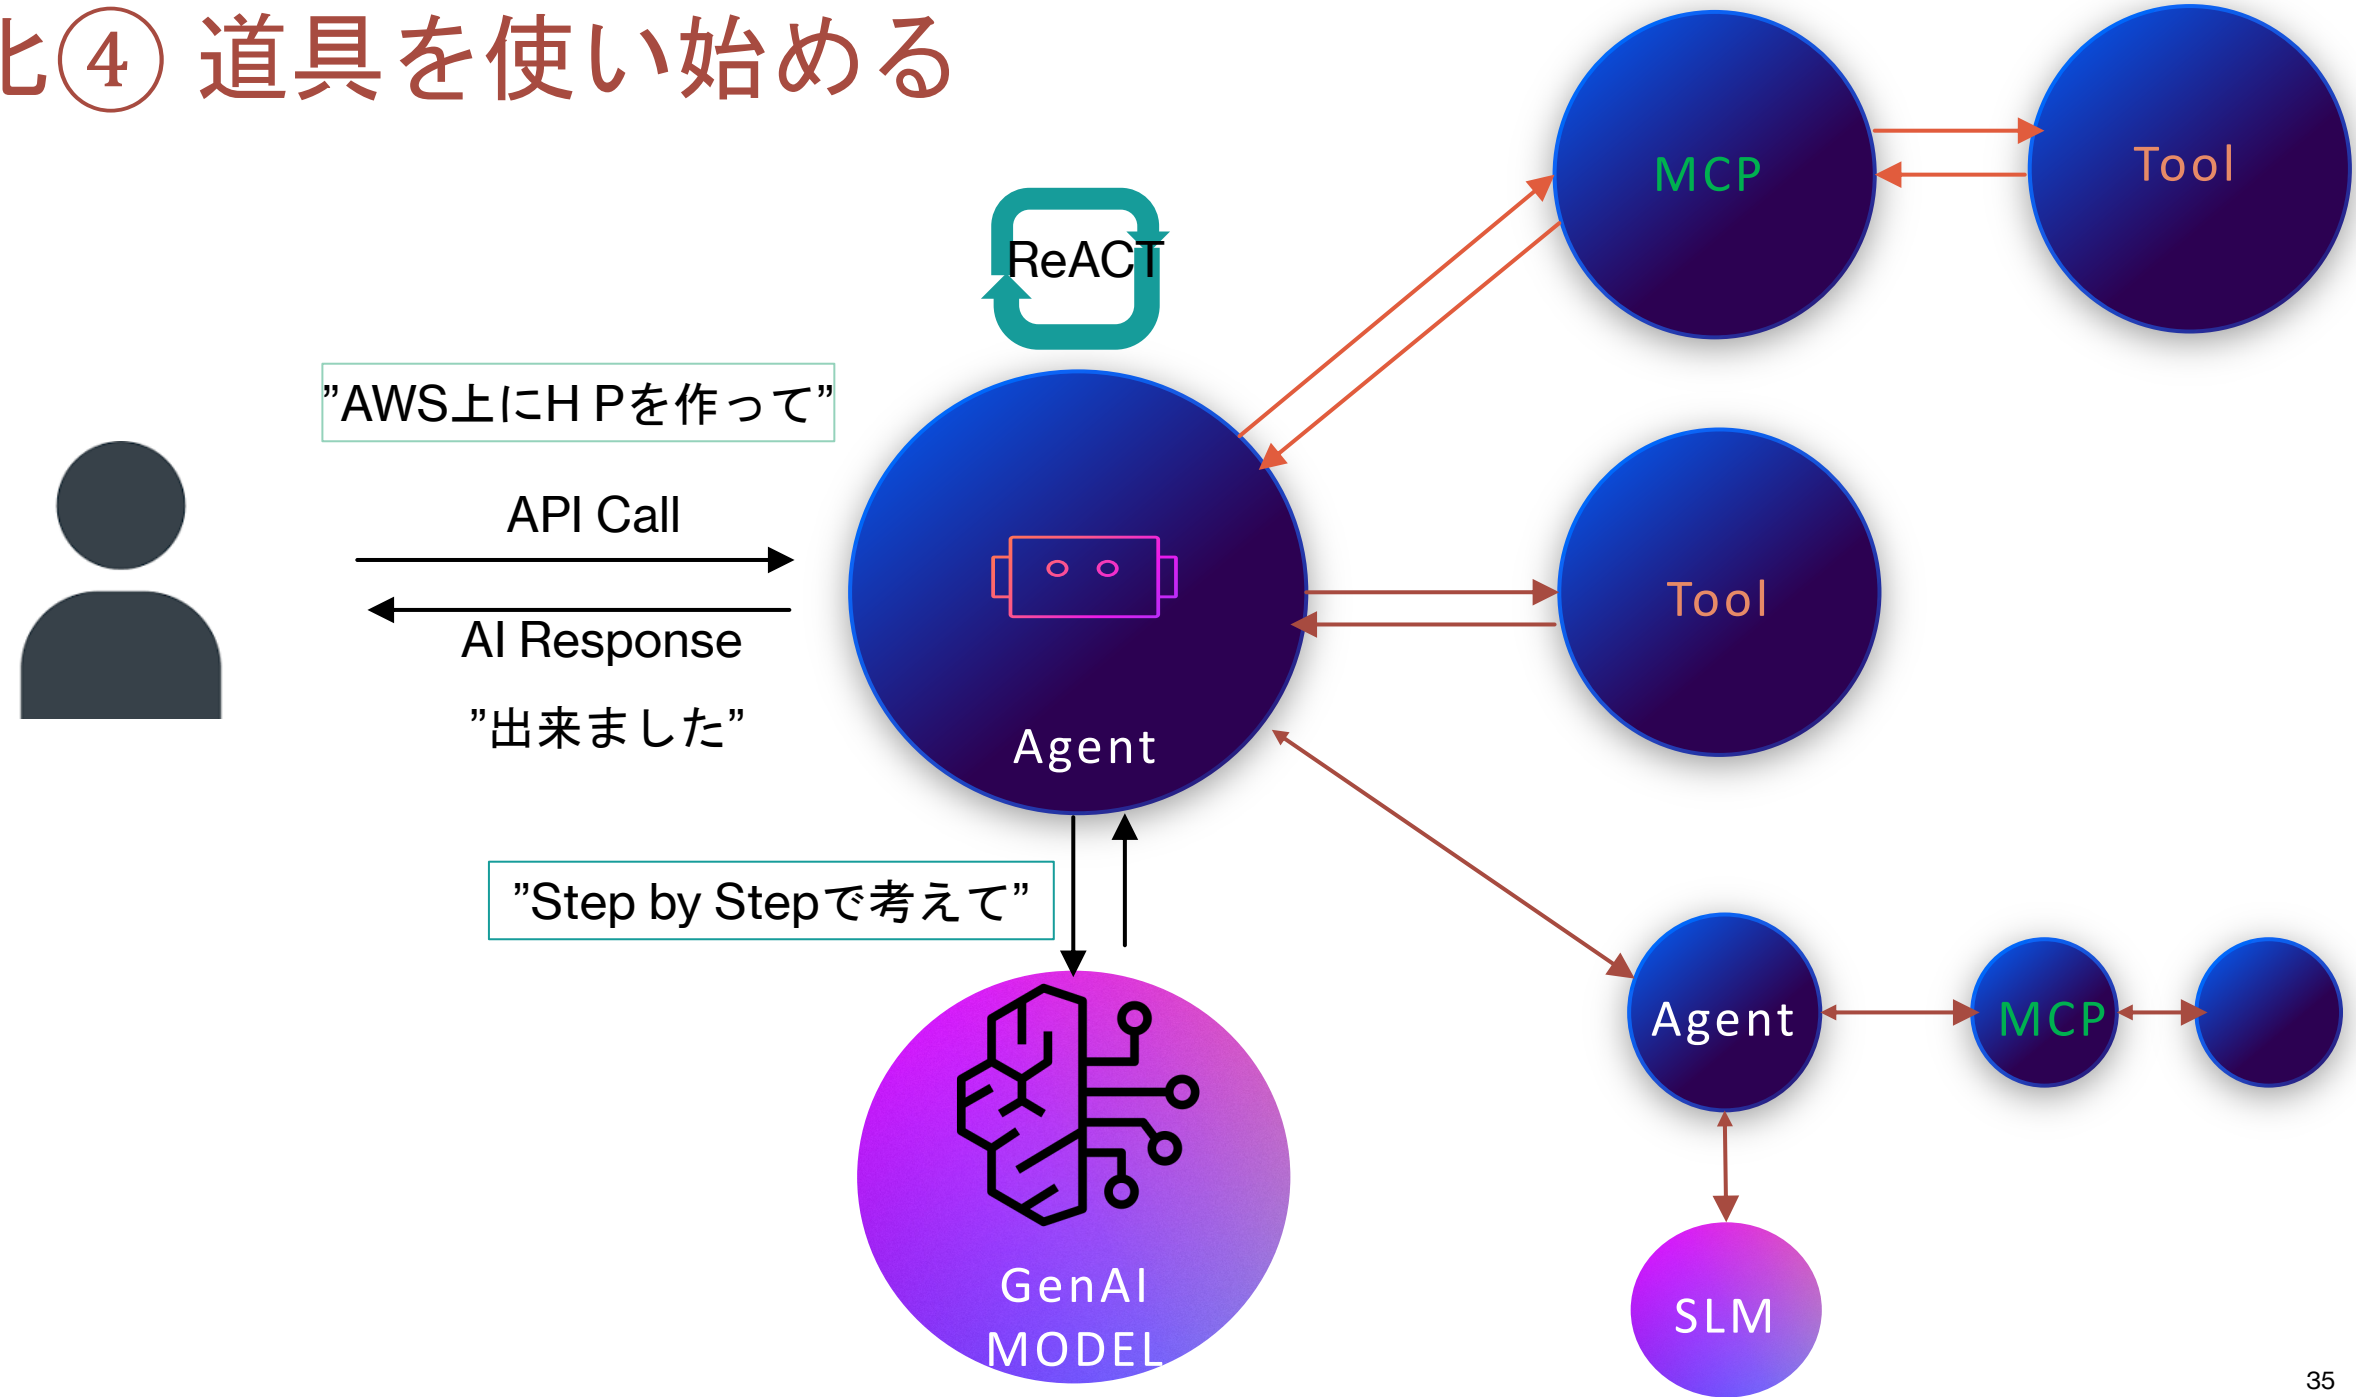 ④ 道具を使い始める
MCP
Tool
ReACT
”AWS上にH Pを作って”
API Call
AI Response
”出来ました”
Agent
Tool
”Step by Stepで考えて”
Agent
MCP
GenAI
MODEL
SLM
35